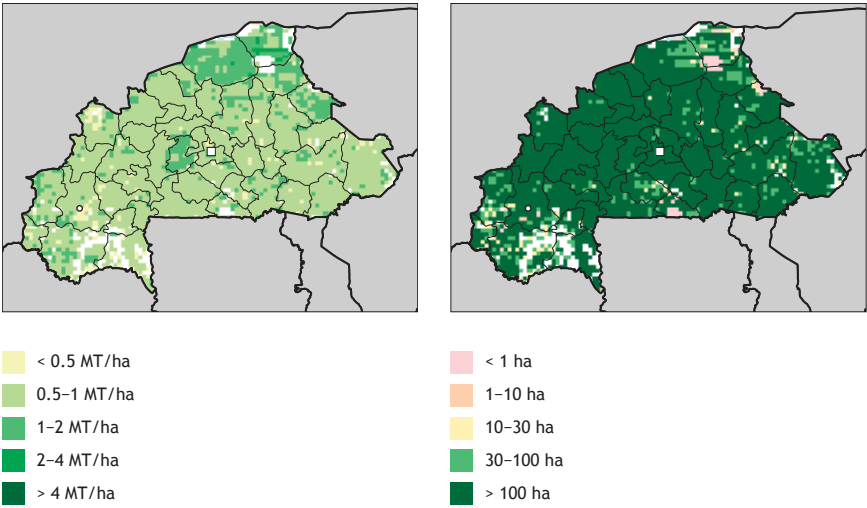 < 0.5 MT/ha
0.5–1 MT/ha
1–2 MT/ha
2–4 MT/ha
> 4 MT/ha
< 1 ha
1–10 ha
10–30 ha
30–100 ha
> 100 ha